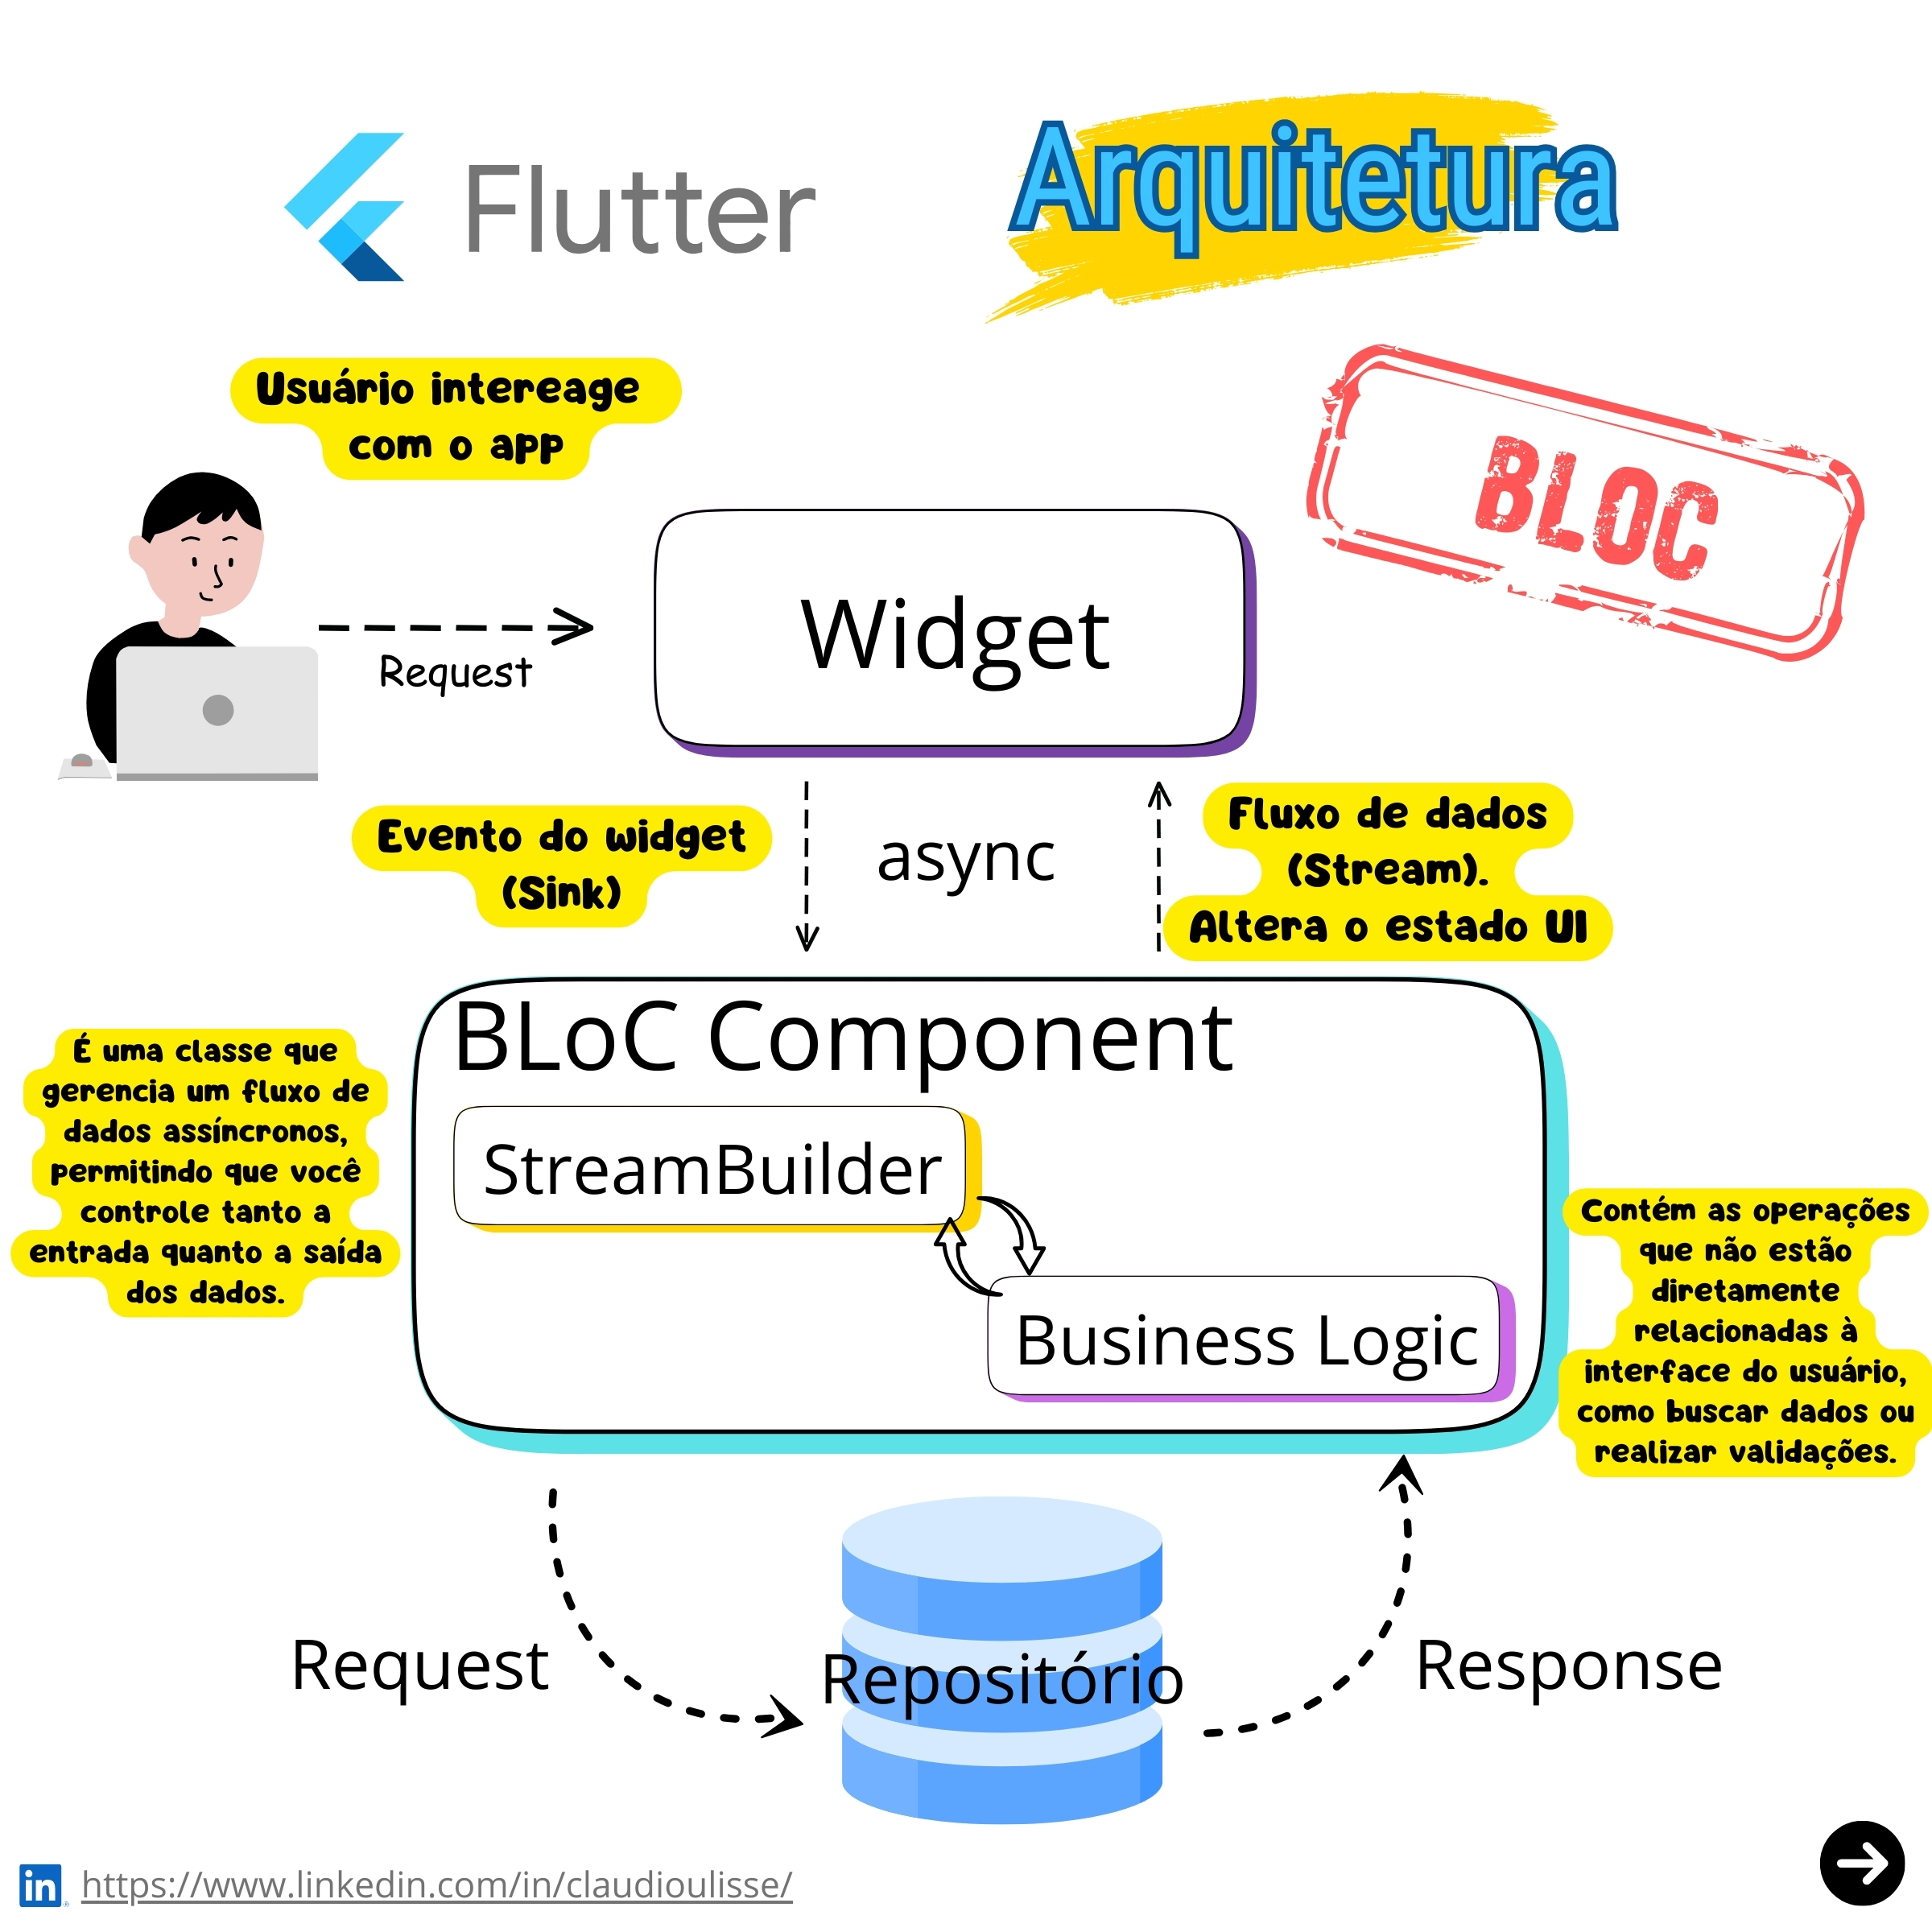 Flutter
Arquitetura
Usuário intereage
com o app
BLOC
Widget
Request
Evento do widget
(Sink)
async
Fluxo de dados
(Stream).
Altera o estado UI
BLoC Component
É uma classe que
gerencia um fluxo de
dados assíncronos,
permitindo que você
controle tanto a
entrada quanto a saída
dos dados.
StreamBuilder
Business Logic
Contém as operações
que não estão
diretamente
relacionadas à
interface do usuário,
como buscar dados ou
realizar validações.
Request
Repositório
Response
in
https://www.linkedin.com/in/claudioulisse/